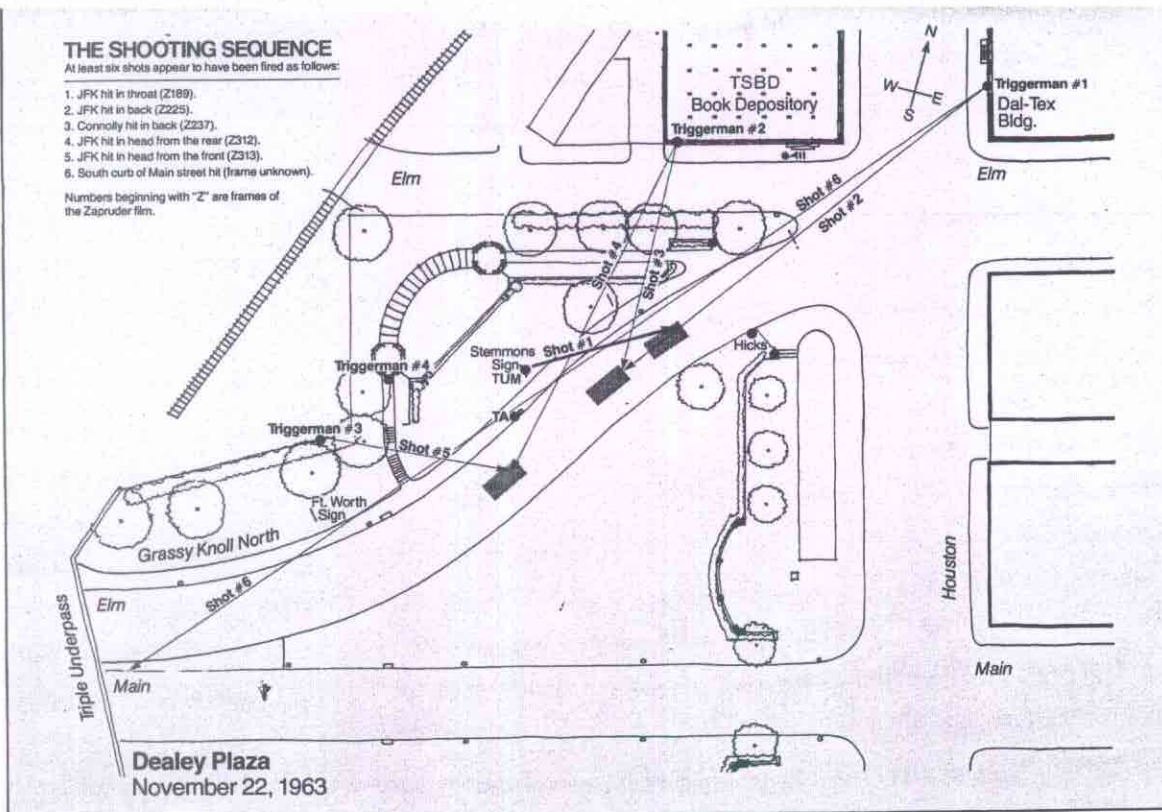 THE SHOOTING SEQUENCE
At least six shots appear to have been fired as follows:
1. JFK hit in throat (Z189).
2. JFK hit in back (Z225).
3. Connolly hit in back (Z237).
4. JFK hit in head from the rear (Z312).
5. JFK hit in head from the front (Z313).
6. South curb of Main street hit (frame unknown).
Numbers beginning with "Z" are frames of
the Zapruder film.
TSBD
Book Depository
Triggerman #2
N
W
E
S
Triggerman #1
Dal-Tex
Bldg.
Elm
Elm
Shot #6
Shot #2
Shot #4
Shot #3
Stemmons
Sign
TUM
Shot #1
Hicks
Triggerman #4
TA
Triggerman #3
Shot #5
Ft. Worth
Sign
Grassy Knoll North
Shot #6
Elm
Houston
Triple Underpass
Main
Main
Dealey Plaza
November 22, 1963